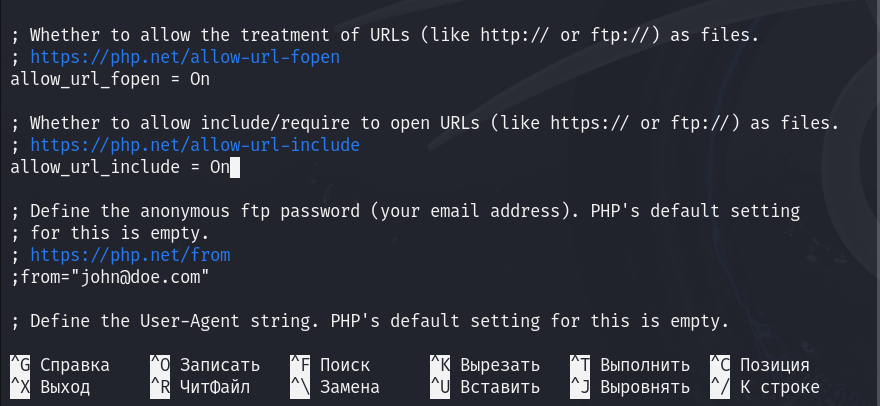 ; Whether to allow the treatment of URLs (like http:// or ftp://) as files.
; https://php.net/allow-url-fopen
allow_url_fopen = On
; Whether to allow include/require to open URLs (like https:// or ftp://) as files.
; https://php.net/allow-url-include
allow_url_include = On
; Define the anonymous ftp password (your email address). PHP's default setting
; for this is empty.
; https://php.net/from
;from="john@doe.com"
; Define the User-Agent string. PHP's default setting for this is empty.
^G Справка ^O Записать ^F Поиск ^K Вырезать ^T Выполнить ^C Позиция
^X Выход ^R ЧитФайл ^\ Замена ^U Вставить ^J Выровнять ^/ К строке